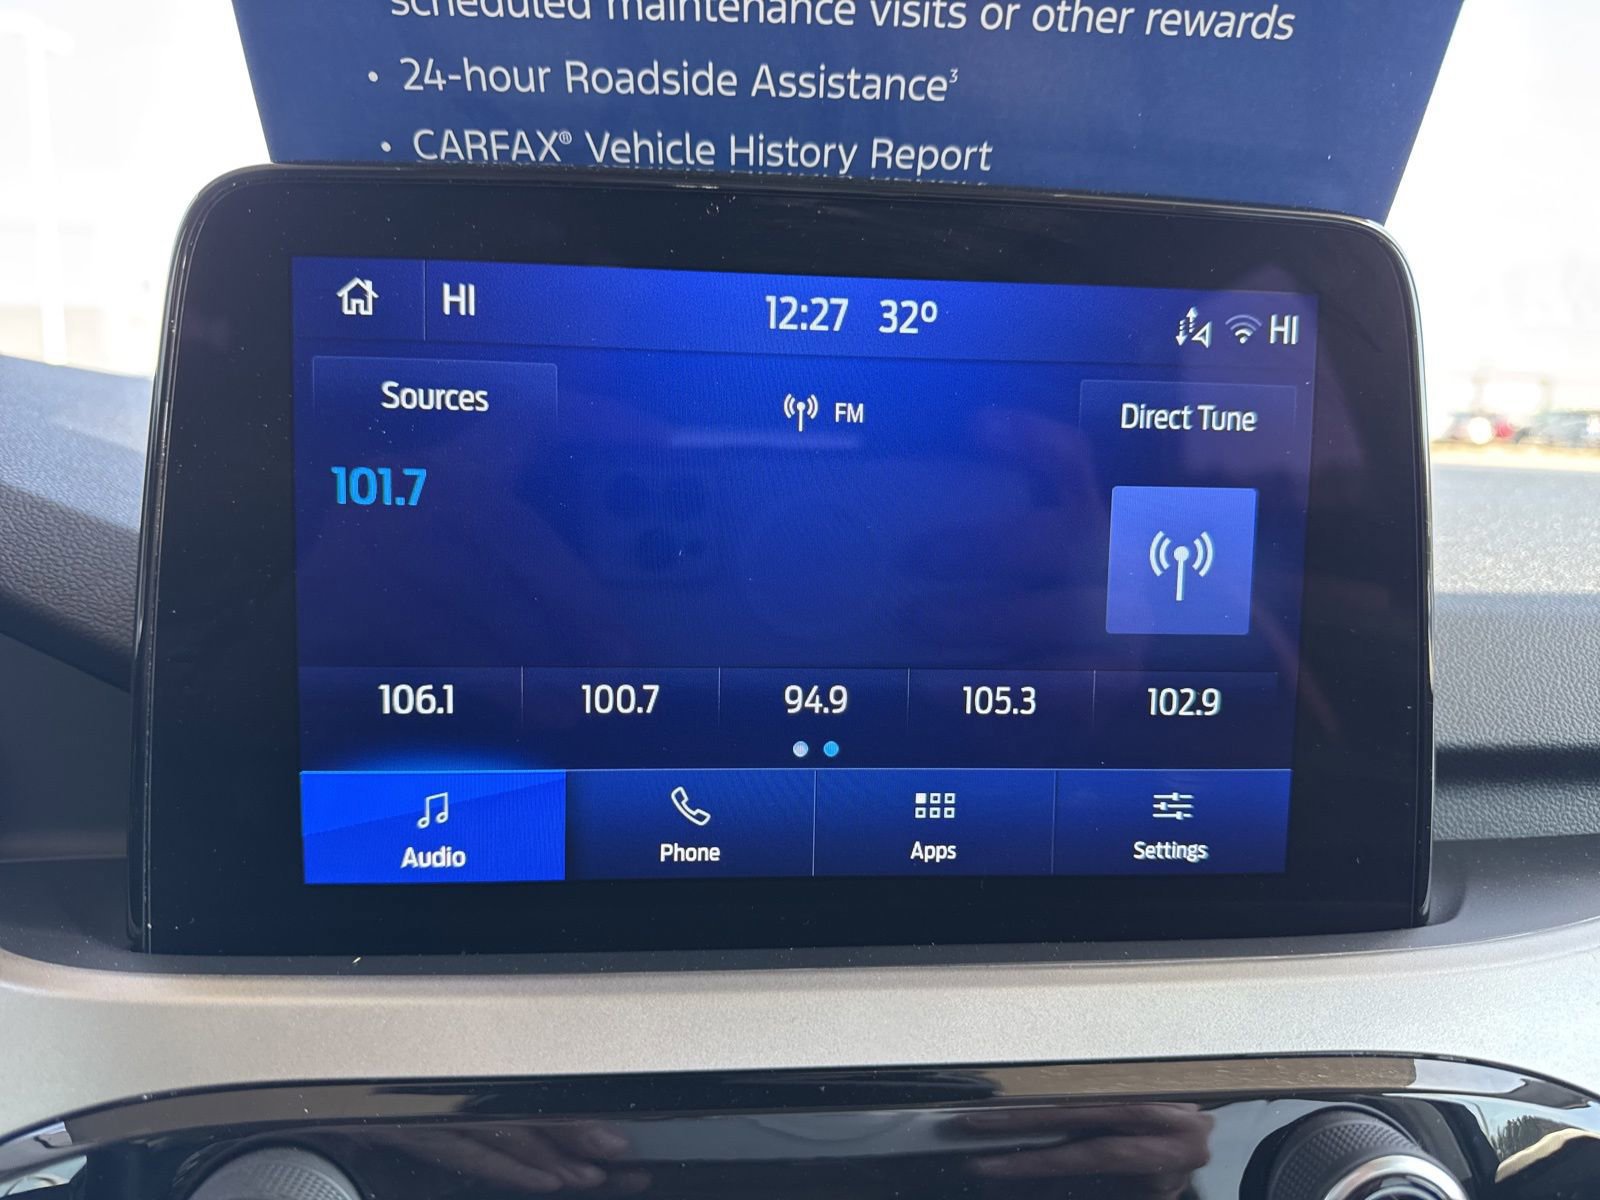 scheduled maintenance visits or other rewards
• 24-hour Roadside Assistance³
• CARFAX® Vehicle History Report
HI 12:27 32º HI
Sources FM Direct Tune
101.7
106.1 100.7 94.9 105.3 102.9
Audio Phone Apps Settings